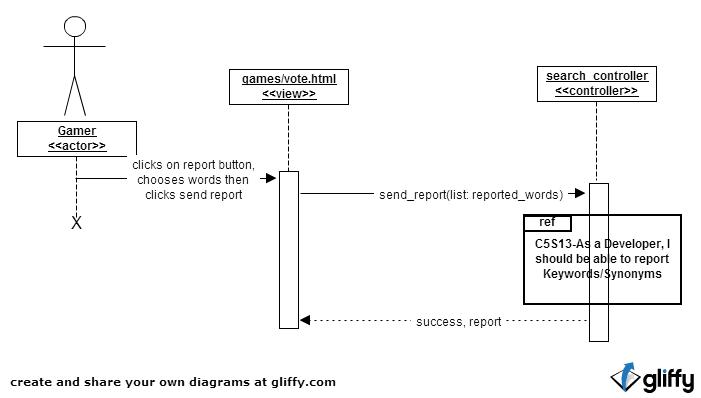 games/vote.html
<<view>>
search_controller
<<controller>>
Gamer
<<actor>>
clicks on report button,
chooses words then
clicks send report
send_report(list: reported_words)
X
ref
C5S13-As a Developer, I
should be able to report
Keywords/Synonyms
success, report
create and share your own diagrams at gliffy.com
gliffy